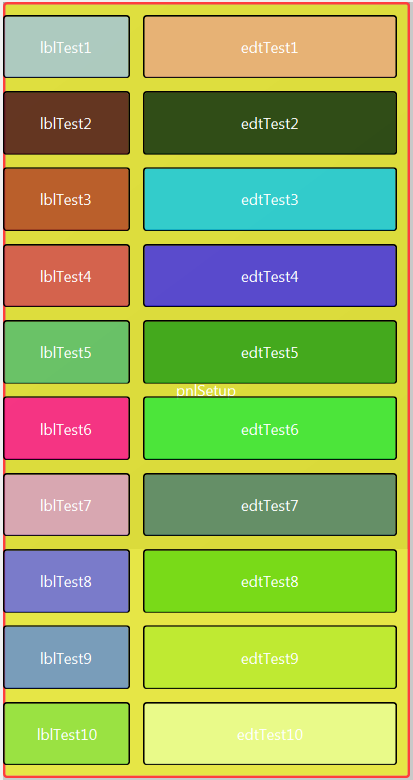 lblTest1 edtTest1
lblTest2 edtTest2
lblTest3 edtTest3
lblTest4 edtTest4
lblTest5 edtTest5
pnlSetup
lblTest6 edtTest6
lblTest7 edtTest7
lblTest8 edtTest8
lblTest9 edtTest9
lblTest10 edtTest10